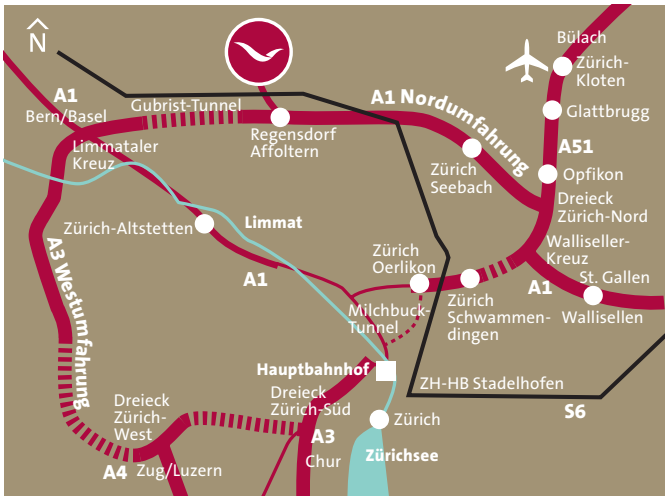 N
Bülach
Zürich-
Kloten
A1
Bern/Basel
Gubrist-Tunnel
A1 Nordumfahrung
Glattbrugg
Regensdorf
Affoltern
Limmataler
Kreuz
A51
Zürich
Seebach
Opfikon
Dreieck
Zürich-Nord
Zürich-Altstetten
Limmat
A3 Westumfahrung
Zürich
Oerlikon
Walliseller-
Kreuz
A1
St. Gallen
A1
Milchbuck-
Tunnel
Zürich
Schwammen-
dingen
Wallisellen
Hauptbahnhof
ZH-HB Stadelhofen
Dreieck
Zürich-Süd
Dreieck
Zürich-
West
S6
Zürich
A3
Zürichsee
A4
Zug/Luzern
Chur